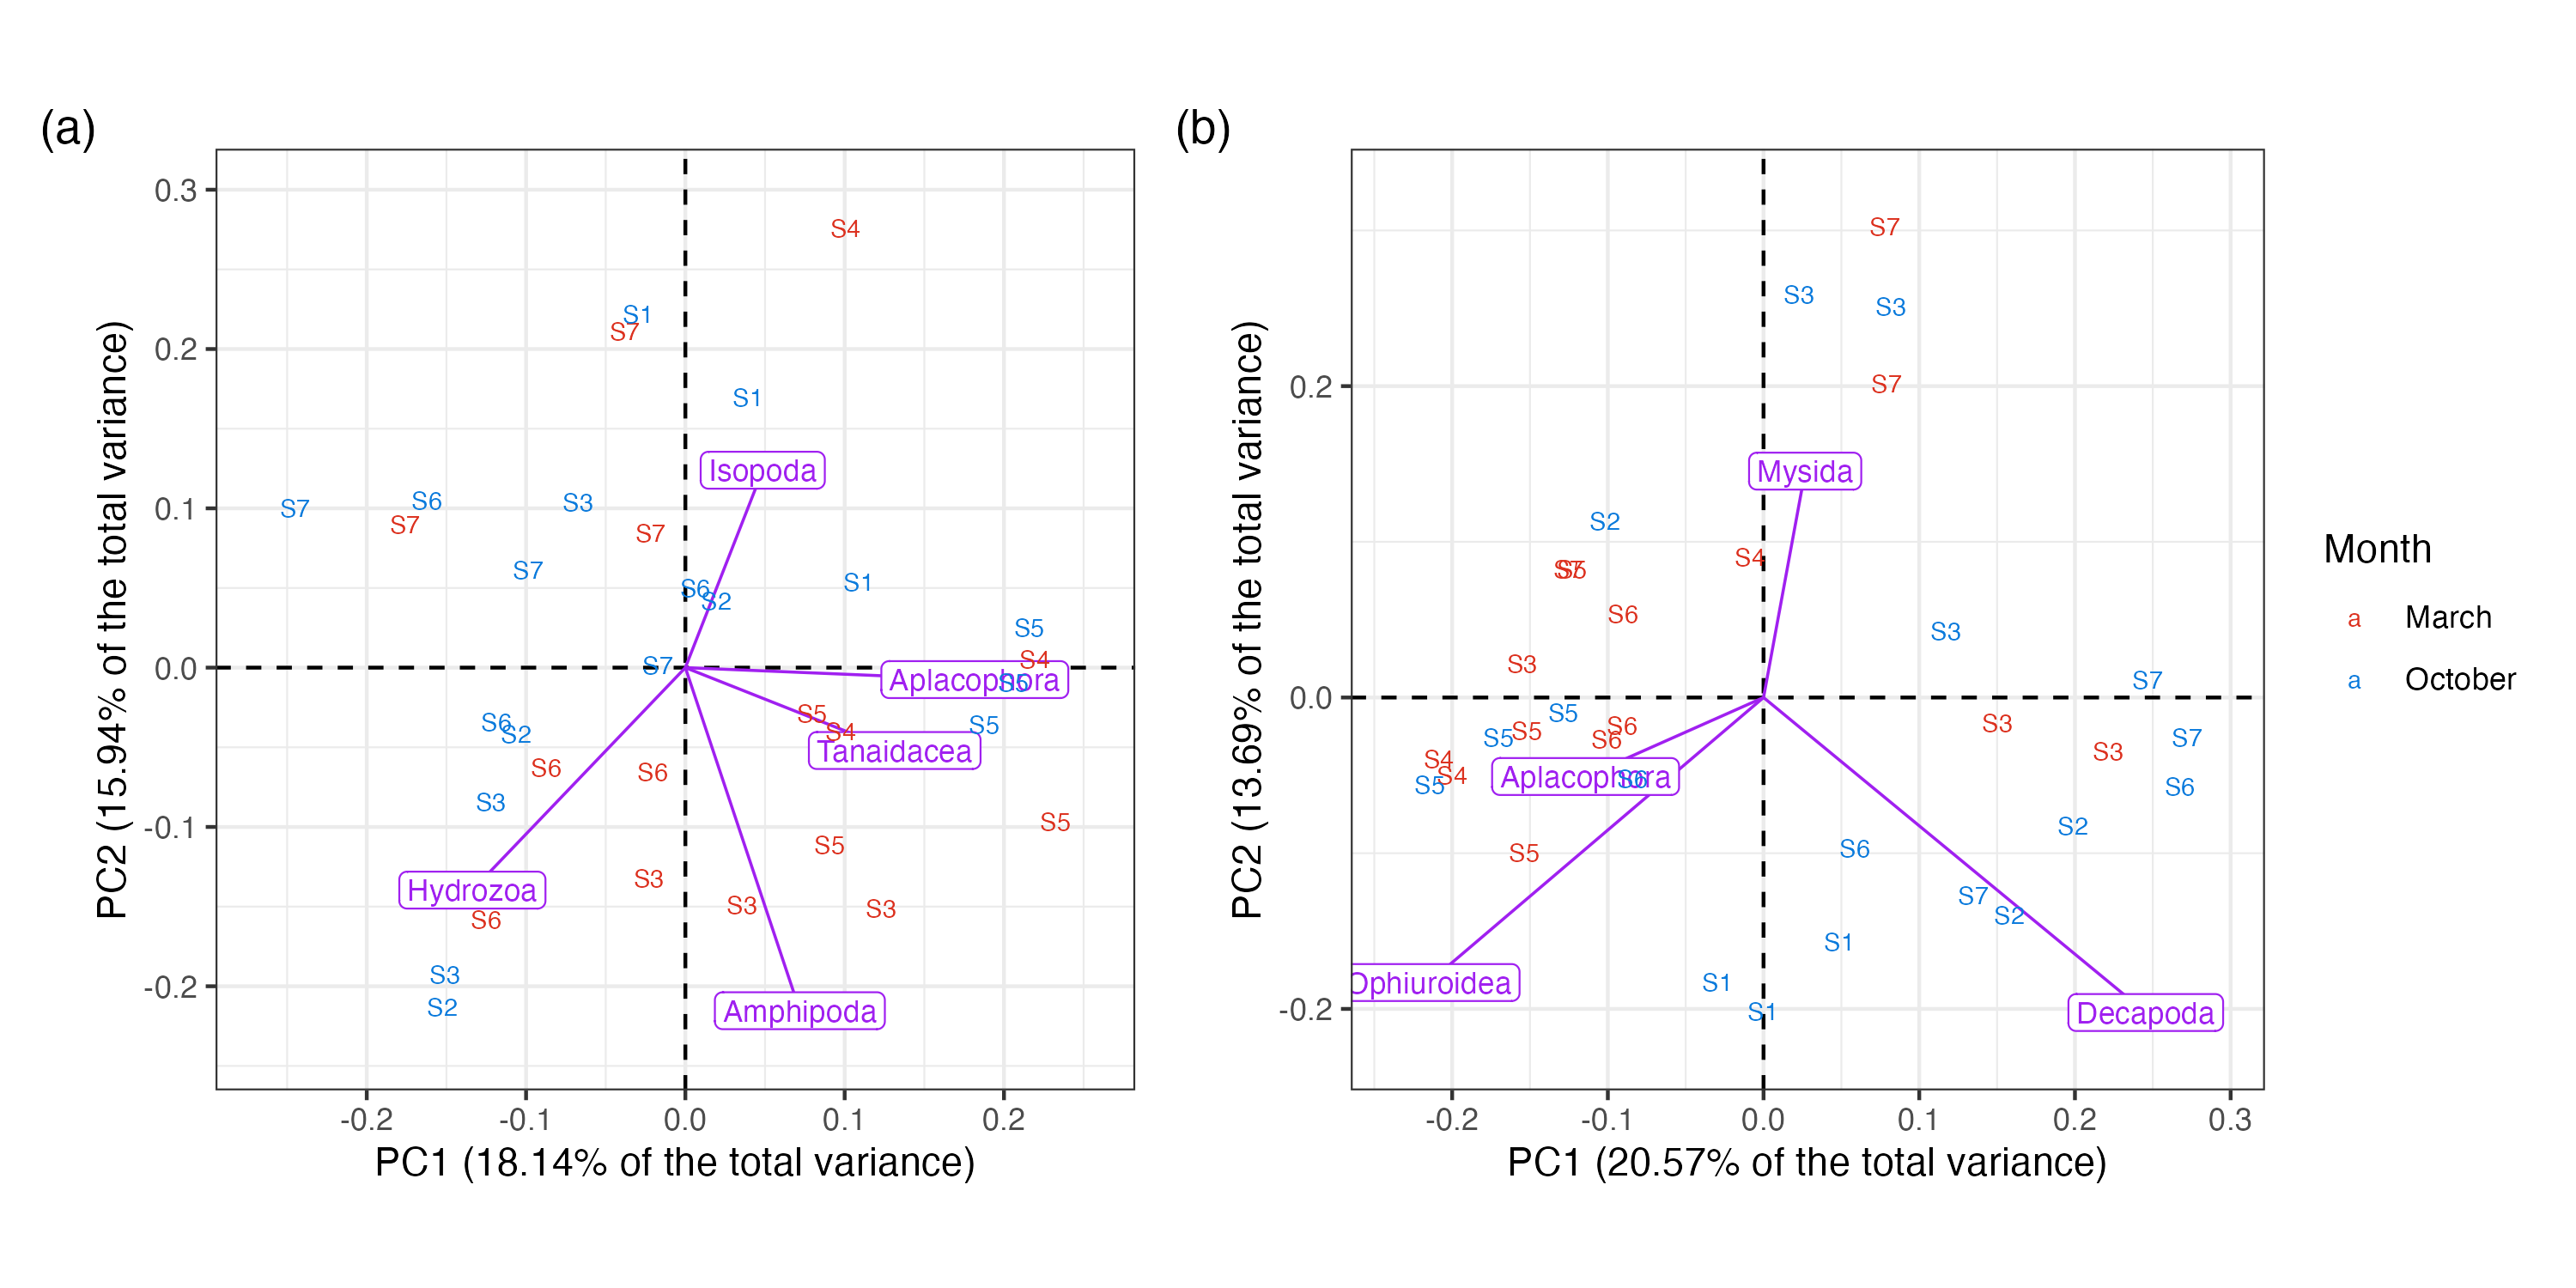 (a)
PC2 (15.94% of the total variance)
0.3
0.2
0.1
0.0
-0.1
-0.2
S4
S1
S7
S1
Isopoda
S7
S6
S3
S7
S7
S7
S6
S2
S1
S5
S7
S4
Aplacophora
S5
S5
S4
S5
Tanaidacea
S6
S2
S6
S6
S3
S5
S5
Hydrozoa
S3
S6
S3
S3
S3
S2
Amphipoda
-0.2 -0.1 0.0 0.1 0.2
PC1 (18.14% of the total variance)
(b)
PC2 (13.69% of the total variance)
0.2
0.0
-0.2
S7
S3
S3
S7
Mysida
S2
S4
S7
S5
S6
S3
S3
S7
S5
S5
S5
S6
S6
S3
S3
S7
S4
S4
S5
Aplacophora
S6
S6
S2
S5
S6
S7
S2
S1
Ophiuroidea
S1
S1
Decapoda
-0.2 -0.1 0.0 0.1 0.2 0.3
PC1 (20.57% of the total variance)
Month
a March
a October